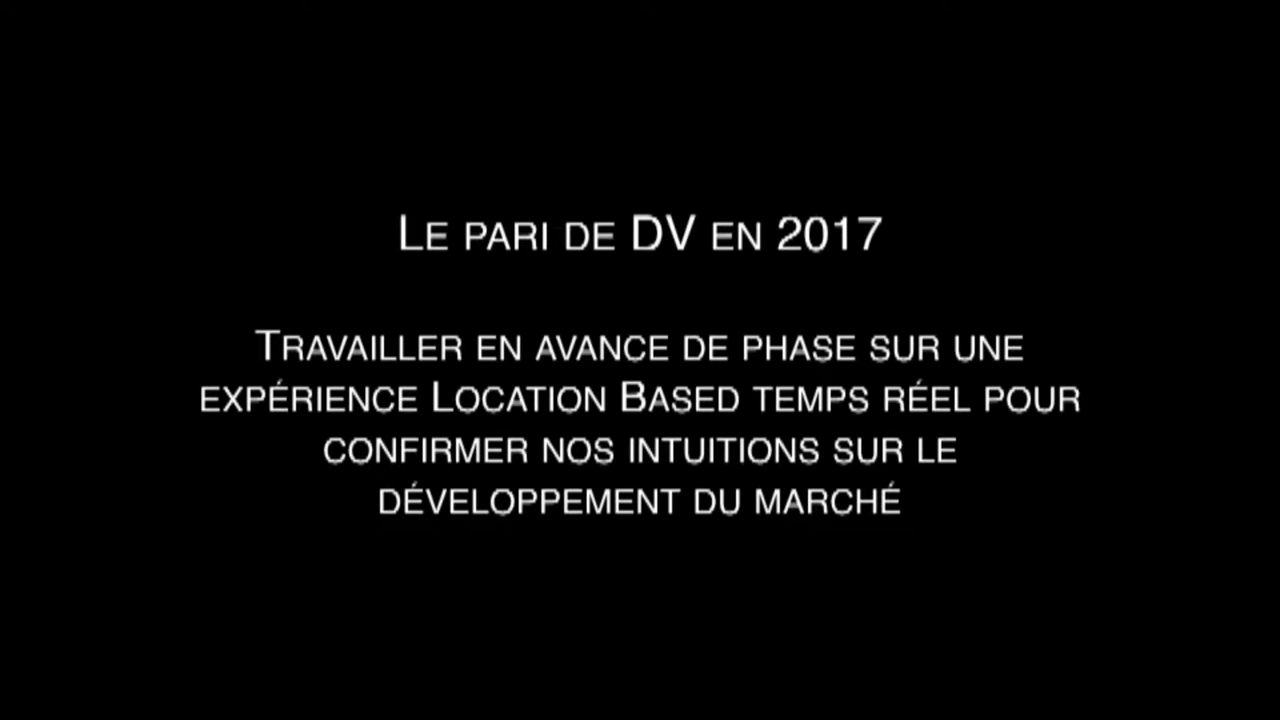 Le pari de DV en 2017
Travailler en avance de phase sur une
expérience Location Based temps réel pour
confirmer nos intuitions sur le
développement du marché